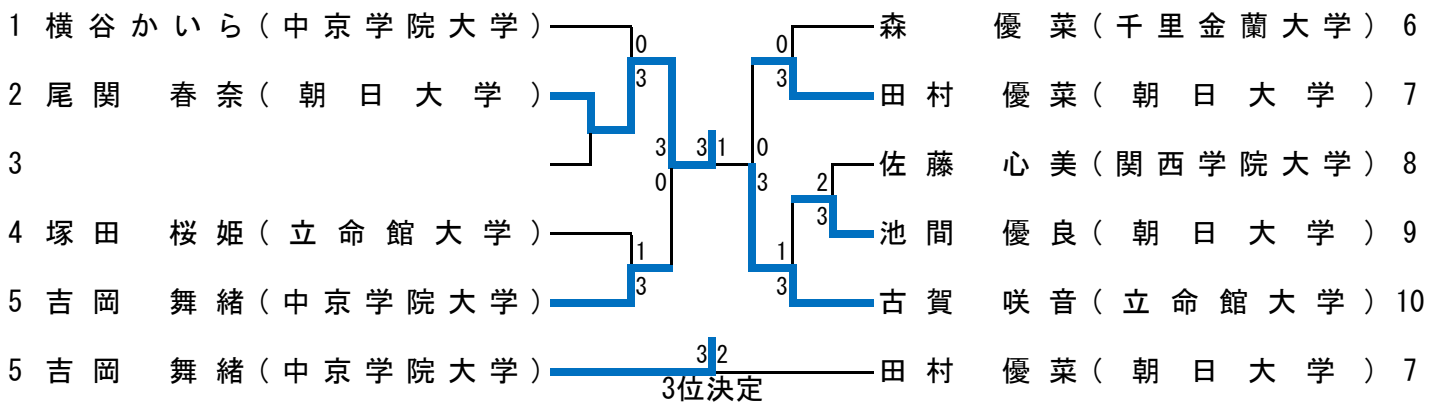 1 横谷かいら(中京学院大学) 森 優菜(千里金蘭大学) 6
0 0
3 3
2 尾関 春奈(朝日大学) 田村 優菜(朝日大学) 7
3 3 1 0
3 佐藤 心美(関西学院大学) 8
0 3 2
3
4 塚田 桜姫(立命館大学) 池間 優良(朝日大学) 9
1 1
3 3
5 吉岡 舞緒(中京学院大学) 古賀 咲音(立命館大学) 10
3 2
5 吉岡 舞緒(中京学院大学) 田村 優菜(朝日大学) 7
3位決定